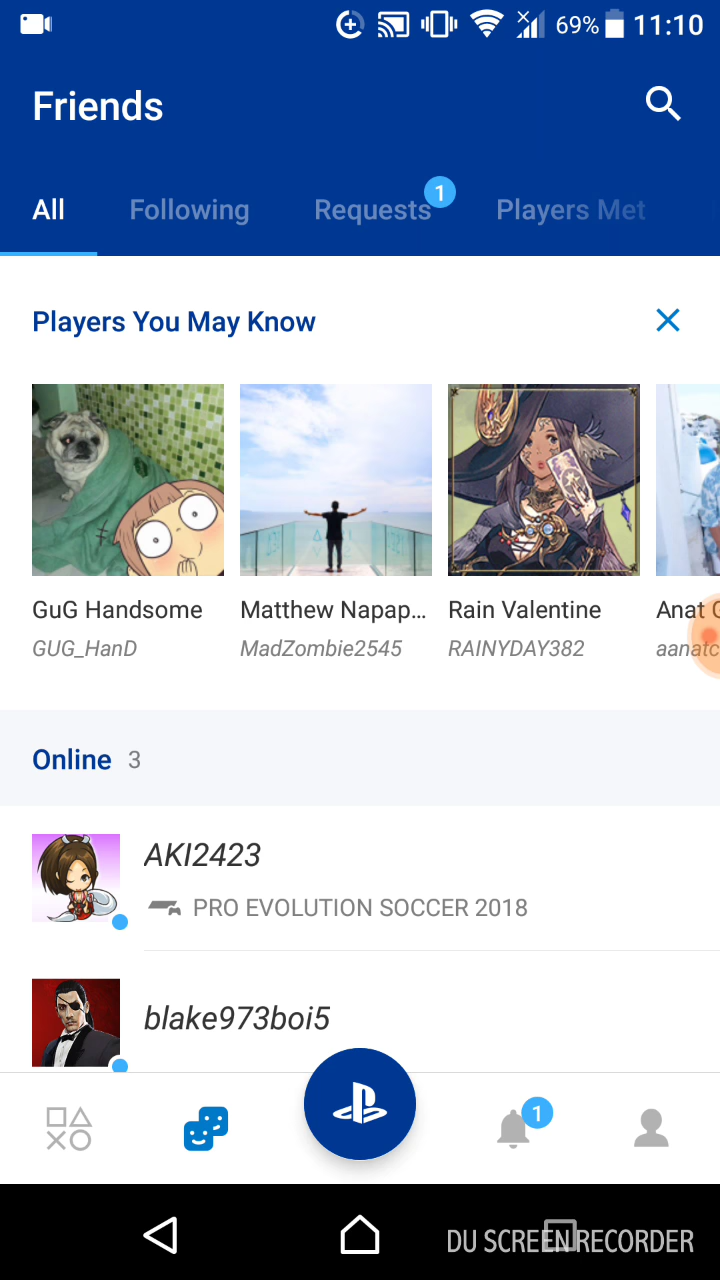 69% 11:10
Friends
All Following Requests 1 Players Met
Players You May Know
GuG Handsome Matthew Napap... Rain Valentine Anat
GUG_HanD MadZombie2545 RAINYDAY382
Online 3
AKI2423
PRO EVOLUTION SOCCER 2018
blake973boi5
1
DU SCREEN RECORDER